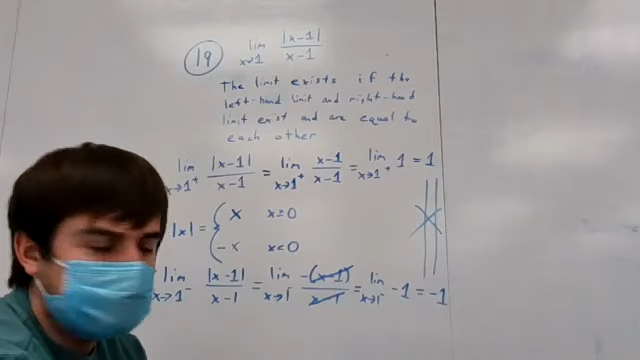 19 lim x→1 |x-1| / x-1
The limit exists if the
left-hand limit and right-hand
limit exist and are equal to
each other
lim x→1⁺ |x-1| / x-1 = lim x→1⁺ x-1 / x-1 = lim x→1⁺ 1 = 1
|x| = { x x≥0
-x x<0
lim x→1⁻ |x-1| / x-1 = lim x→1⁻ -(x-1) / x-1 = lim x→1⁻ -1 = -1